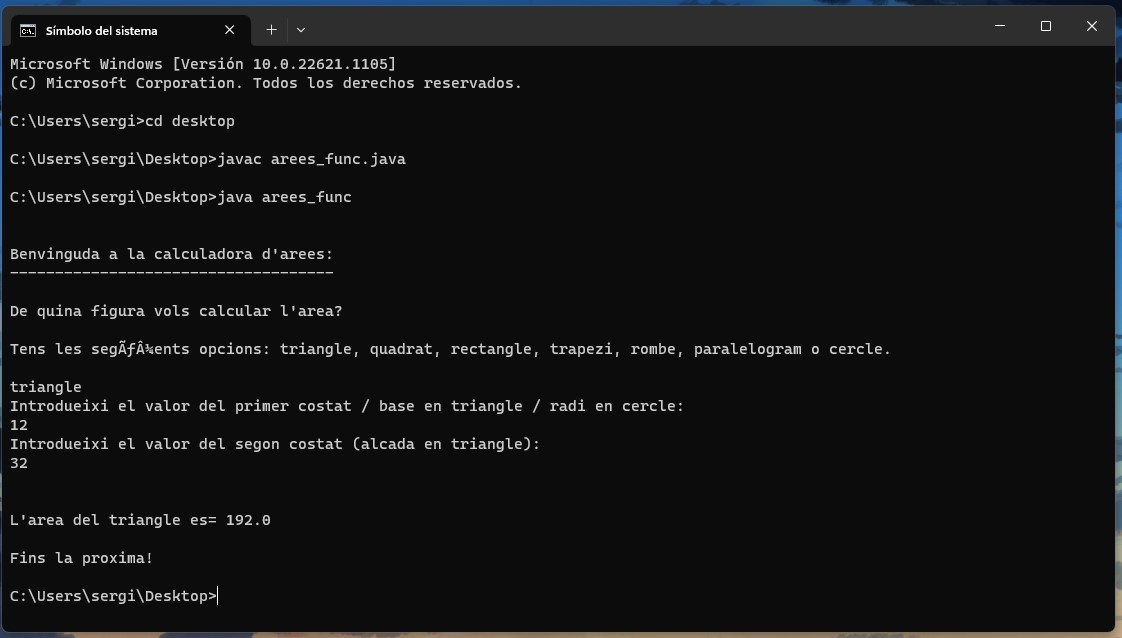 Símbolo del sistema
Microsoft Windows [Versión 10.0.22621.1105]
(c) Microsoft Corporation. Todos los derechos reservados.
C:\Users\sergi>cd desktop
C:\Users\sergi\Desktop>javac arees_func.java
C:\Users\sergi\Desktop>java arees_func
Benvinguda a la calculadora d'arees:
------------------------------------
De quina figura vols calcular l'area?
Tens les segÃƒÂ¼ents opcions: triangle, quadrat, rectangle, trapezi, rombe, paralelogram o cercle.
triangle
Introdueixi el valor del primer costat / base en triangle / radi en cercle:
12
Introdueixi el valor del segon costat (alcada en triangle):
32
L'area del triangle es= 192.0
Fins la proxima!
C:\Users\sergi\Desktop>